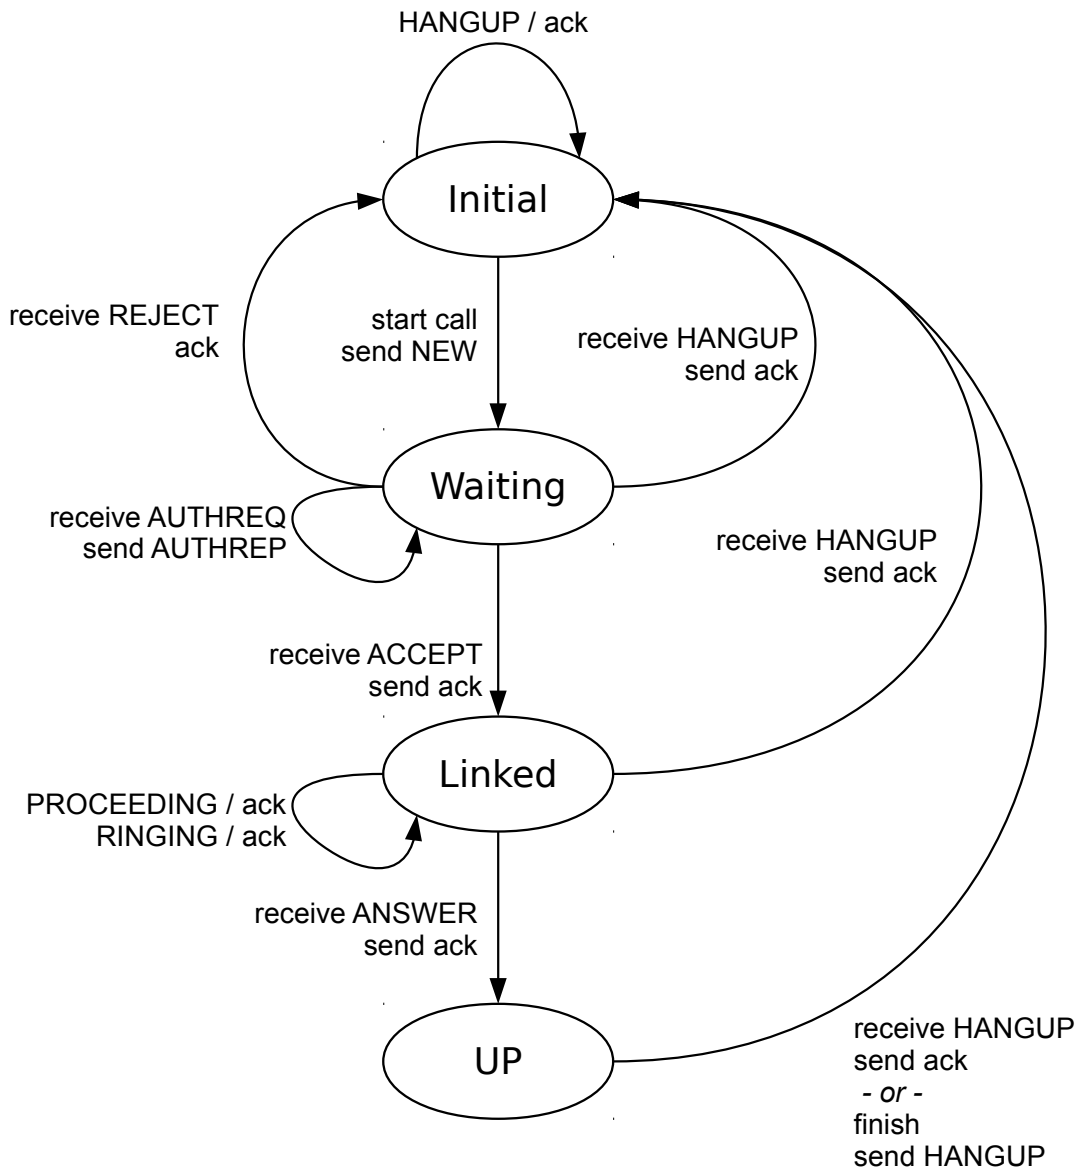 HANGUP / ack
Initial
receive REJECT
ack
start call
send NEW
receive HANGUP
send ack
Waiting
receive AUTHREQ
send AUTHREP
receive HANGUP
send ack
receive ACCEPT
send ack
Linked
PROCEEDING / ack
RINGING / ack
receive ANSWER
send ack
UP
receive HANGUP
send ack
- or -
finish
send HANGUP